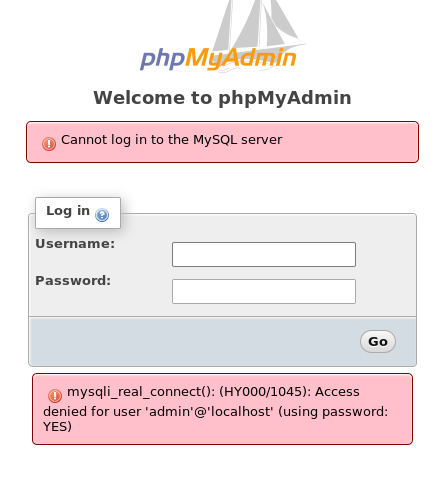 phpMyAdmin
Welcome to phpMyAdmin
Cannot log in to the MySQL server
Log in
Username:
Password:
Go
mysqli_real_connect(): (HY000/1045): Access
denied for user 'admin'@'localhost' (using password:
YES)